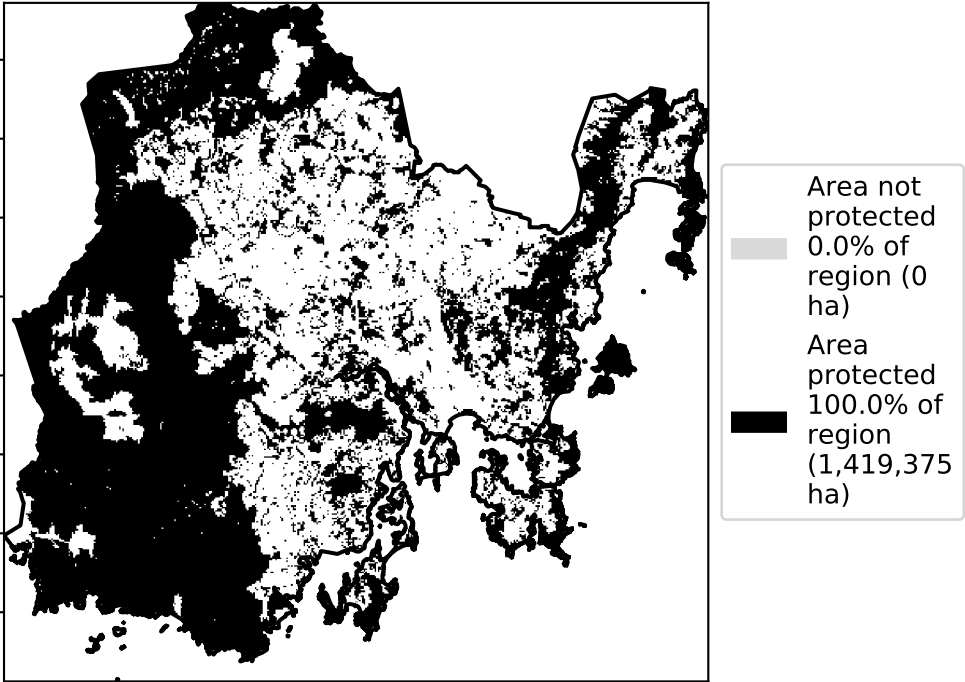 Area not
protected
0.0% of
region (0
ha)
Area
protected
100.0% of
region
(1,419,375
ha)